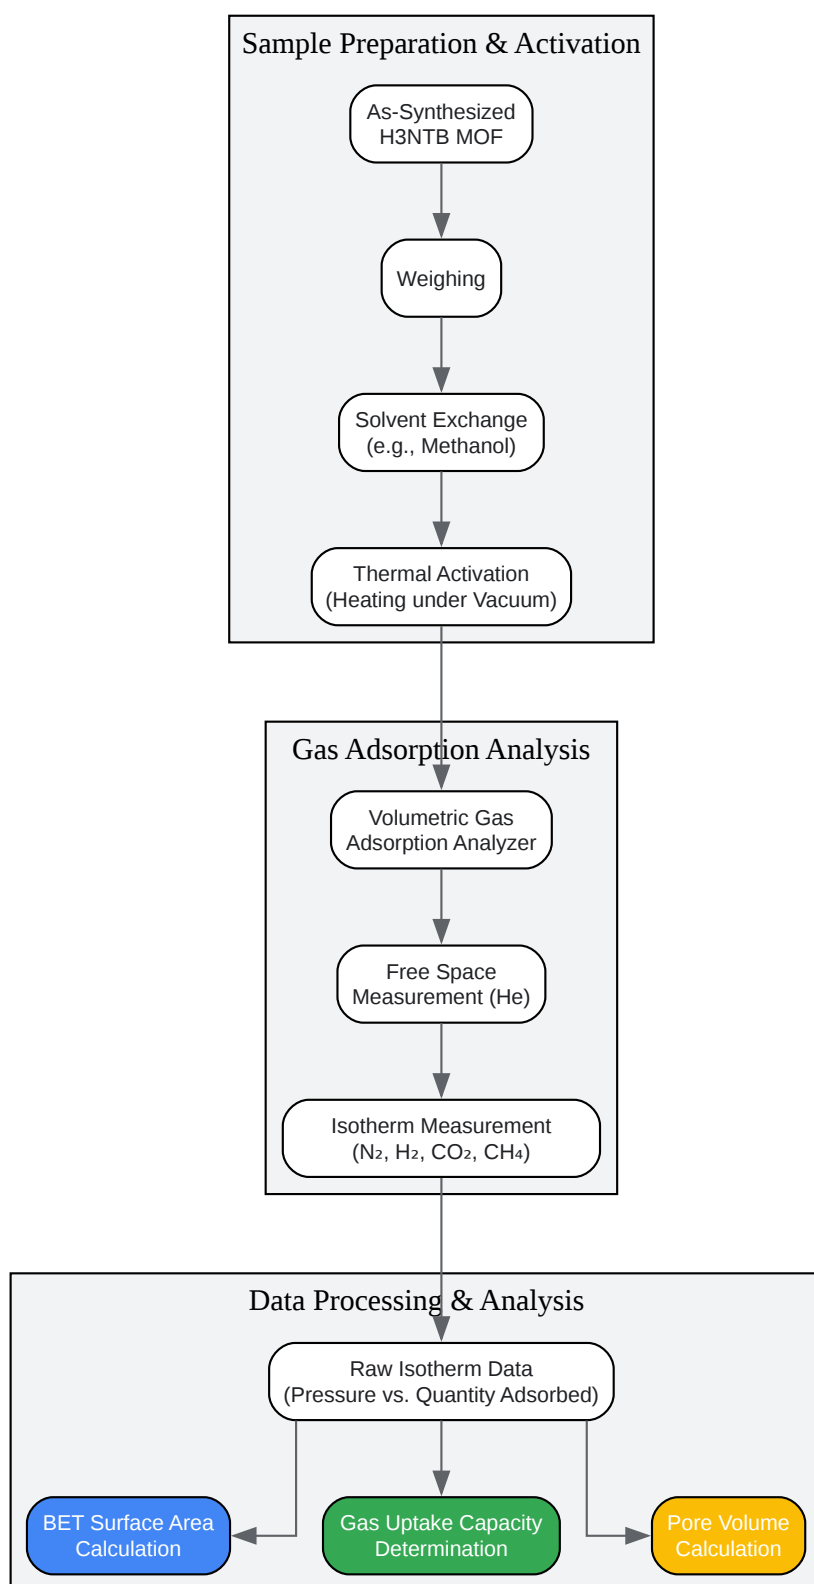 Sample Preparation & Activation
As-Synthesized
H3NTB MOF
Weighing
Solvent Exchange
(e.g., Methanol)
Thermal Activation
(Heating under Vacuum)
Gas Adsorption Analysis
Volumetric Gas
Adsorption Analyzer
Free Space
Measurement (He)
Isotherm Measurement
(N₂, H₂, CO₂, CH₄)
Data Processing & Analysis
Raw Isotherm Data
(Pressure vs. Quantity Adsorbed)
BET Surface Area
Calculation
Gas Uptake Capacity
Determination
Pore Volume
Calculation